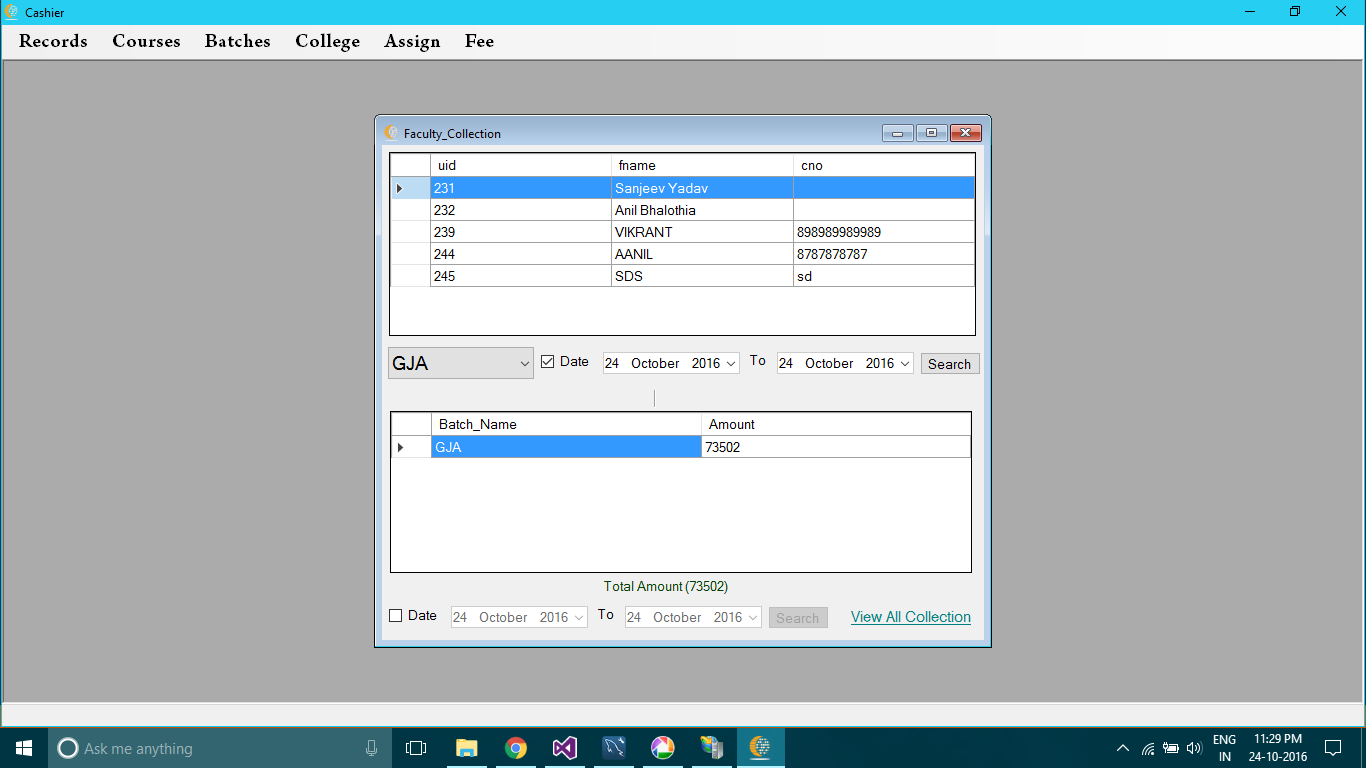 Cashier
Records Courses Batches College Assign Fee
Faculty_Collection
uid fname cno
231 Sanjeev Yadav
232 Anil Bhalothia
239 VIKRANT 898989989989
244 AANIL 8787878787
245 SDS sd
GJA Date 24 October 2016 To 24 October 2016 Search
Batch_Name Amount
GJA 73502
Total Amount (73502)
Date 24 October 2016 To 24 October 2016 Search View All Collection
Ask me anything
ENG 11:29 PM
IN 24-10-2016